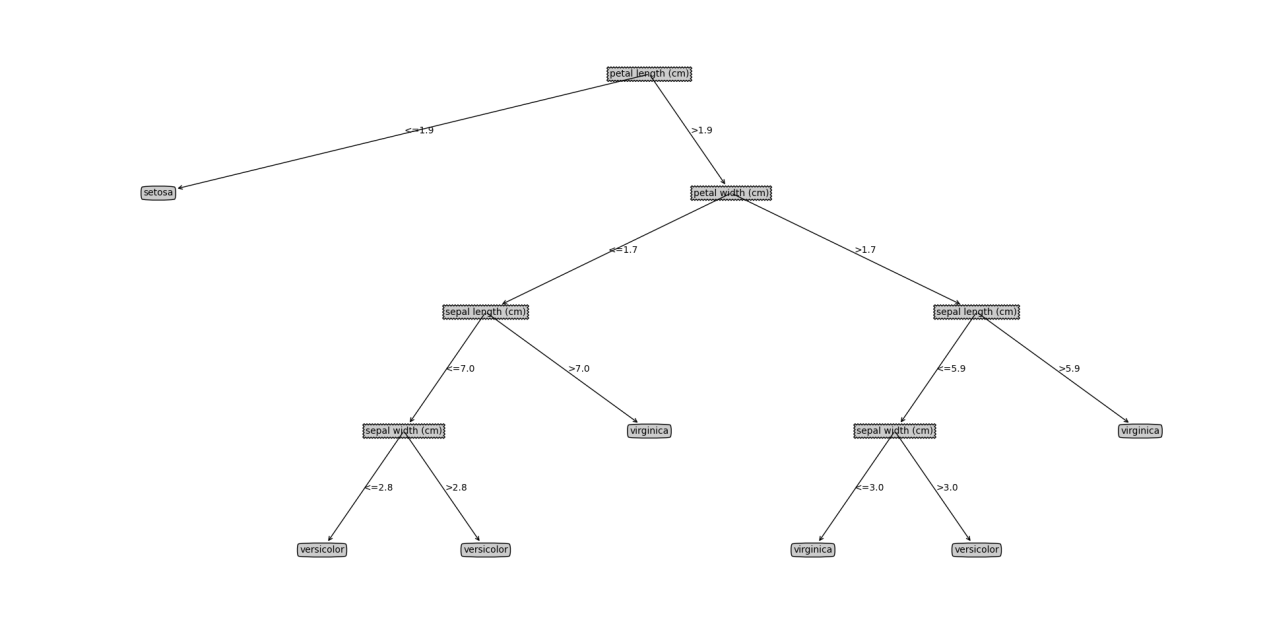 petal length (cm)
<=1.9
>1.9
setosa
petal width (cm)
<=1.7
>1.7
sepal length (cm)
sepal length (cm)
<=7.0
>7.0
<=5.9
>5.9
sepal width (cm)
virginica
sepal width (cm)
virginica
<=2.8
>2.8
<=3.0
>3.0
versicolor
versicolor
virginica
versicolor